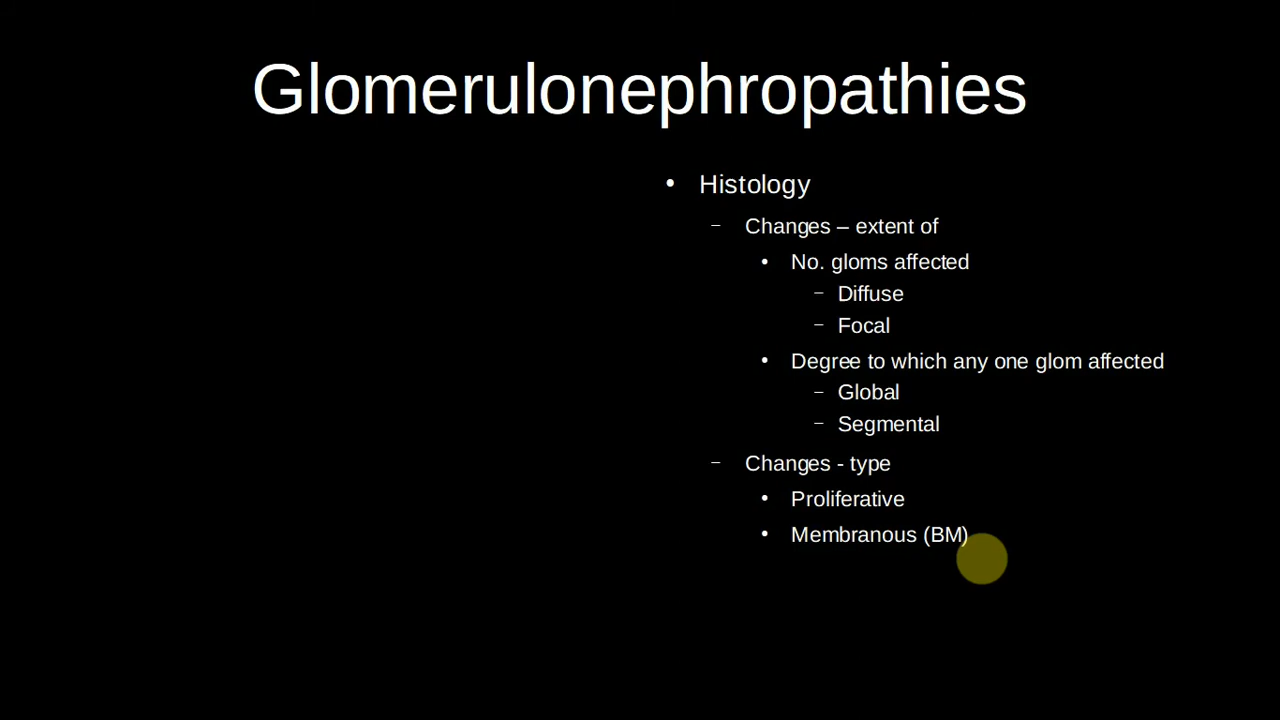 Glomerulonephropathies
• Histology
– Changes – extent of
• No. gloms affected
– Diffuse
– Focal
• Degree to which any one glom affected
– Global
– Segmental
– Changes - type
• Proliferative
• Membranous (BM)